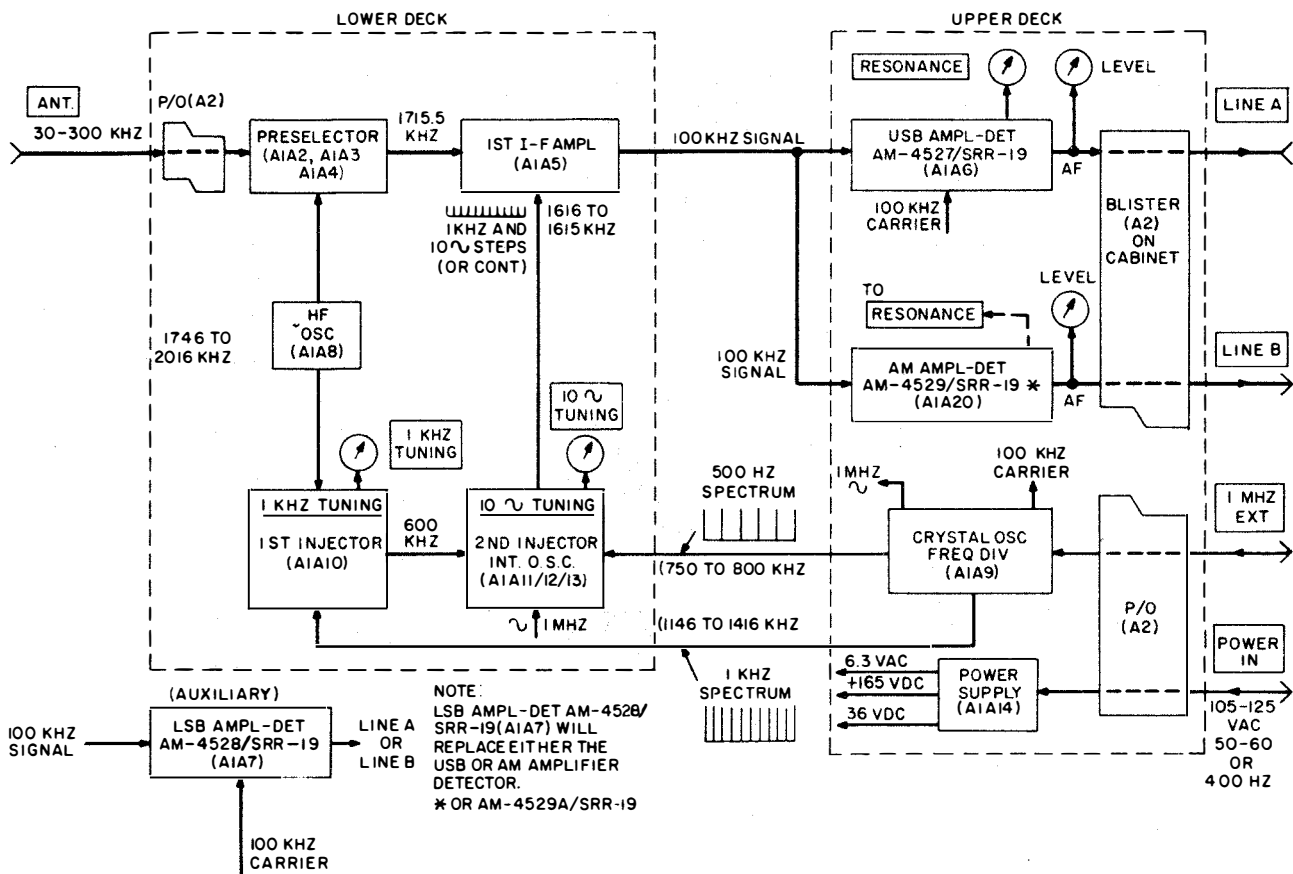 LOWER DECK
UPPER DECK
ANT.
30-300 KHZ
P/O(A2)
PRESELECTOR
(A1A2, A1A3
A1A4)
1715.5
KHZ
1ST I-F AMPL
(A1A5)
100 KHZ SIGNAL
RESONANCE
LEVEL
USB AMPL-DET
AM-4527/SRR-19
(A1A6)
AF
100 KHZ
CARRIER
BLISTER
(A2)
ON
CABINET
LINE A
1 KHZ AND
10 ∿ STEPS
(OR CONT)
1616 TO
1615 KHZ
HF
OSC
(A1A8)
1746 TO
2016 KHZ
100 KHZ
SIGNAL
TO
RESONANCE
LEVEL
AM AMPL-DET
AM-4529/SRR-19 *
(A1A20)
AF
LINE B
1 KHZ
TUNING
10 ∿
TUNING
1 KHZ TUNING
1ST INJECTOR
(A1A10)
600
KHZ
10 ∿ TUNING
2ND INJECTOR
INT. O.S.C.
(A1A11/12/13)
∿ 1 MHZ
500 HZ
SPECTRUM
(750 TO 800 KHZ
1 MHZ
∿
100 KHZ
CARRIER
CRYSTAL OSC
FREQ DIV
(A1A9)
1 MHZ
EXT
P/O
(A2)
(1146 TO 1416 KHZ
1 KHZ
SPECTRUM
6.3 VAC
+165 VDC
36 VDC
POWER
SUPPLY
(A1A14)
POWER
IN
105-125
VAC
50-60
OR
400 HZ
(AUXILIARY)
100 KHZ
SIGNAL
LSB AMPL-DET
AM-4528/SRR-19
(A1A7)
LINE A
OR
LINE B
100 KHZ
CARRIER
NOTE:
LSB AMPL-DET AM-4528/
SRR-19(A1A7) WILL
REPLACE EITHER THE
USB OR AM AMPLIFIER
DETECTOR.
* OR AM-4529A/SRR-19